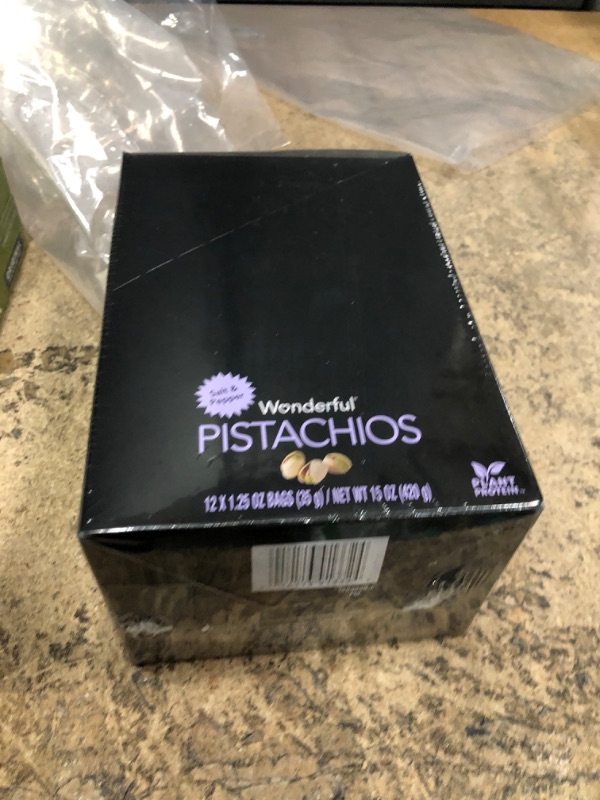 Salt &
Pepper
Wonderful
PISTACHIOS
12 X 1.25 OZ BAGS (35 g) / NET WT 15 OZ (420 g)
PLANT
PROTEIN